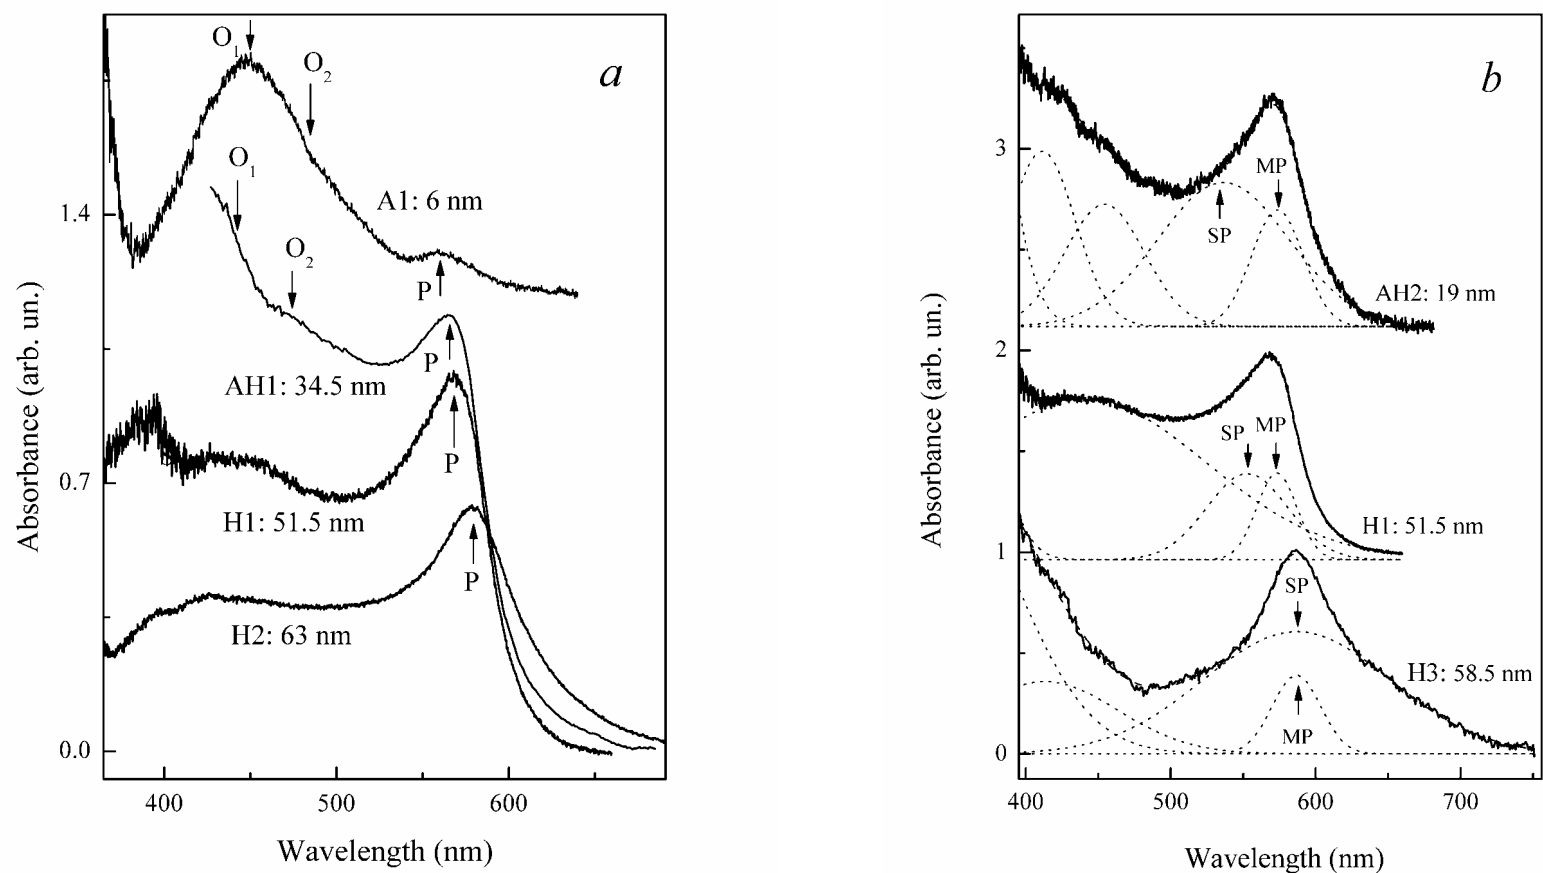 a
O1
O2
O1
A1: 6 nm
1.4
O2
P
P
AH1: 34.5 nm
P
0.7
H1: 51.5 nm
P
H2: 63 nm
0.0
400
500
600
Wavelength (nm)
Absorbance (arb. un.)
b
3
MP
SP
AH2: 19 nm
2
SP
MP
H1: 51.5 nm
1
SP
H3: 58.5 nm
MP
0
400
500
600
700
Wavelength (nm)
Absorbance (arb. un.)